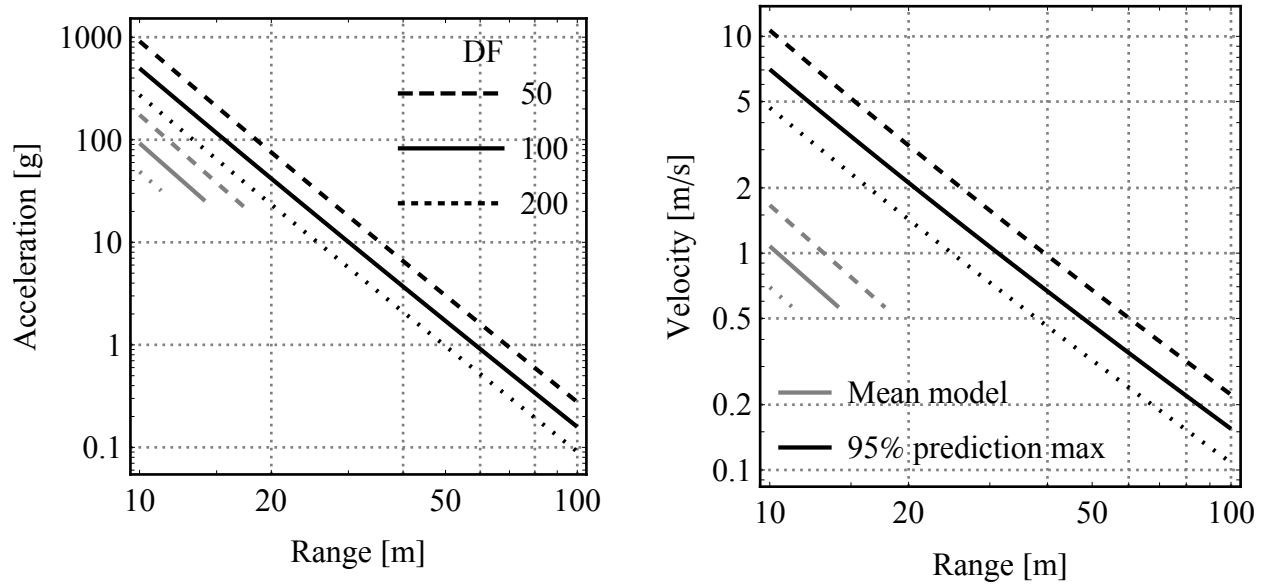 Acceleration [g]
1000
100
10
1
0.1
DF
50
100
200
10 20 50 100
Range [m]
Velocity [m/s]
10
5
2
1
0.5
0.2
0.1
Mean model
95% prediction max
10 20 50 100
Range [m]